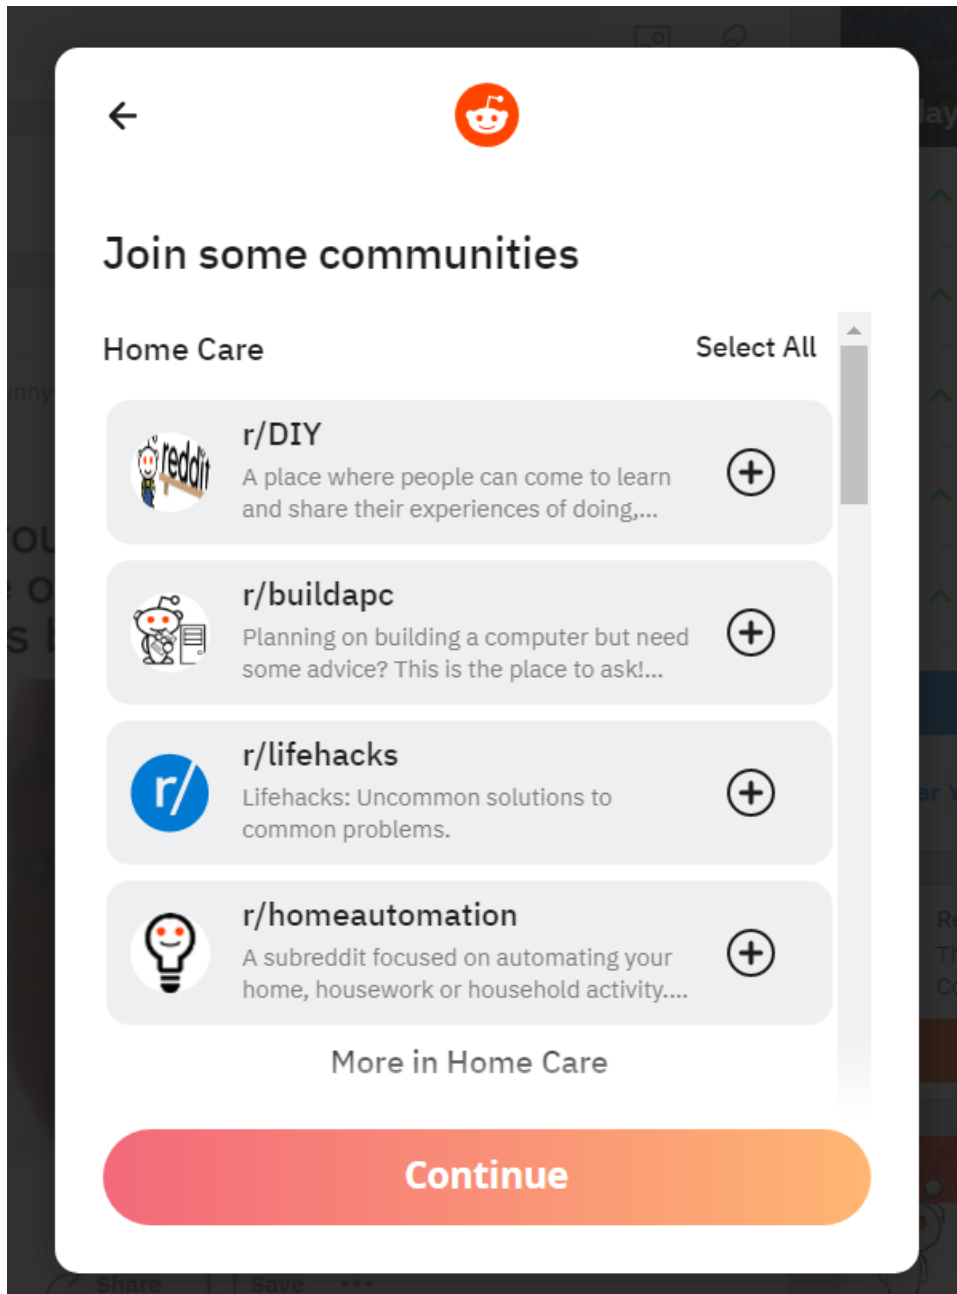 Join some communities
Home Care
Select All
r/DIY
A place where people can come to learn
and share their experiences of doing,...
r/buildapc
Planning on building a computer but need
some advice? This is the place to ask!...
r/lifehacks
Lifehacks: Uncommon solutions to
common problems.
r/homeautomation
A subreddit focused on automating your
home, housework or household activity....
More in Home Care
Continue
Share
Save